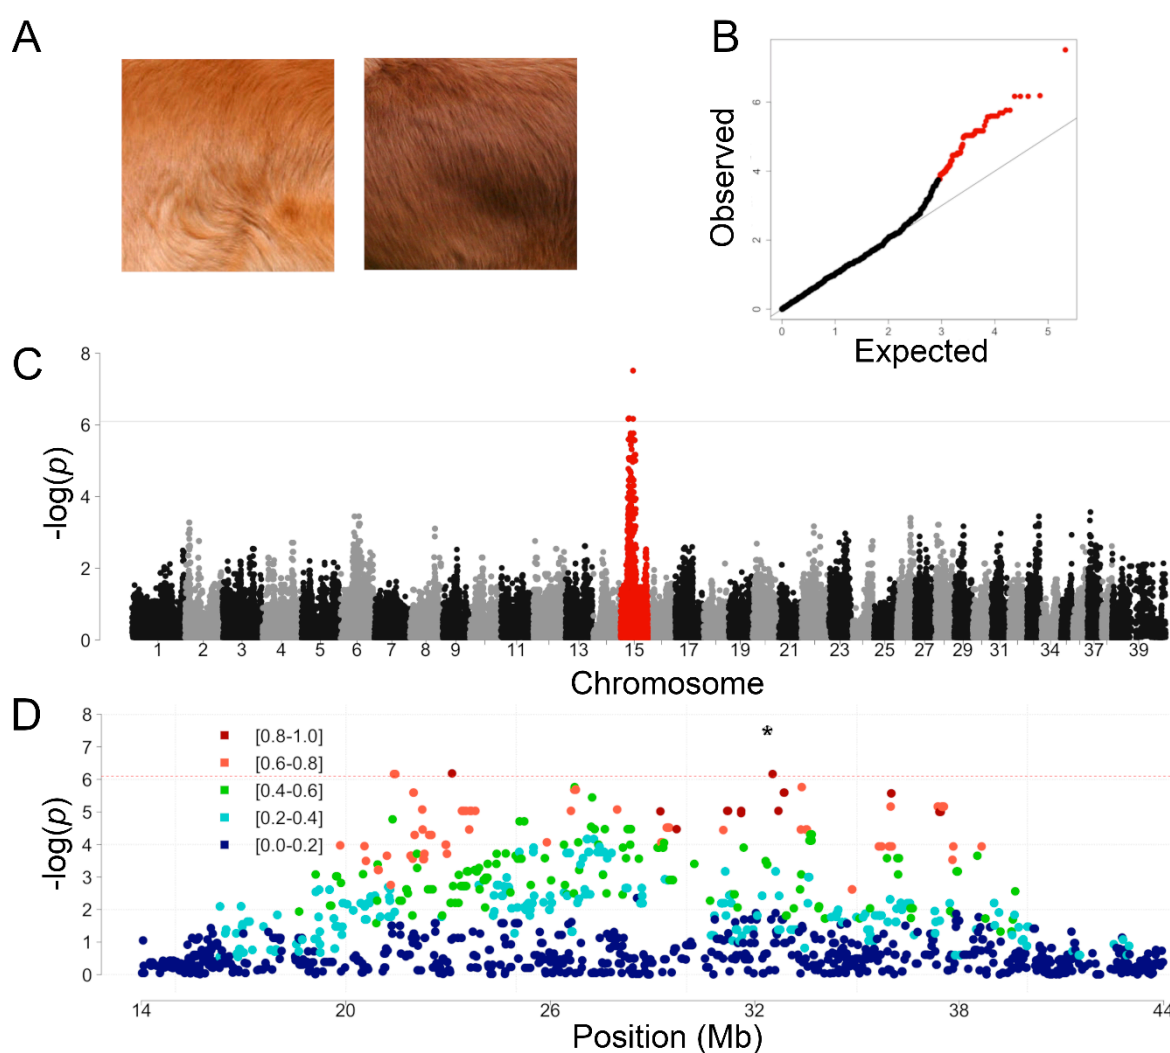 A
B
Observed
6
4
2
0
0 1 2 3 4 5
Expected
C
-log(p)
8
6
4
2
0
1 2 3 4 5 6 7 8 9 11 13 15 17 19 21 23 25 27 29 31 34 37 39
Chromosome
D
-log(p)
8
7
6
5
4
3
2
1
0
[0.8-1.0]
[0.6-0.8]
[0.4-0.6]
[0.2-0.4]
[0.0-0.2]
*
14 20 26 32 38 44
Position (Mb)